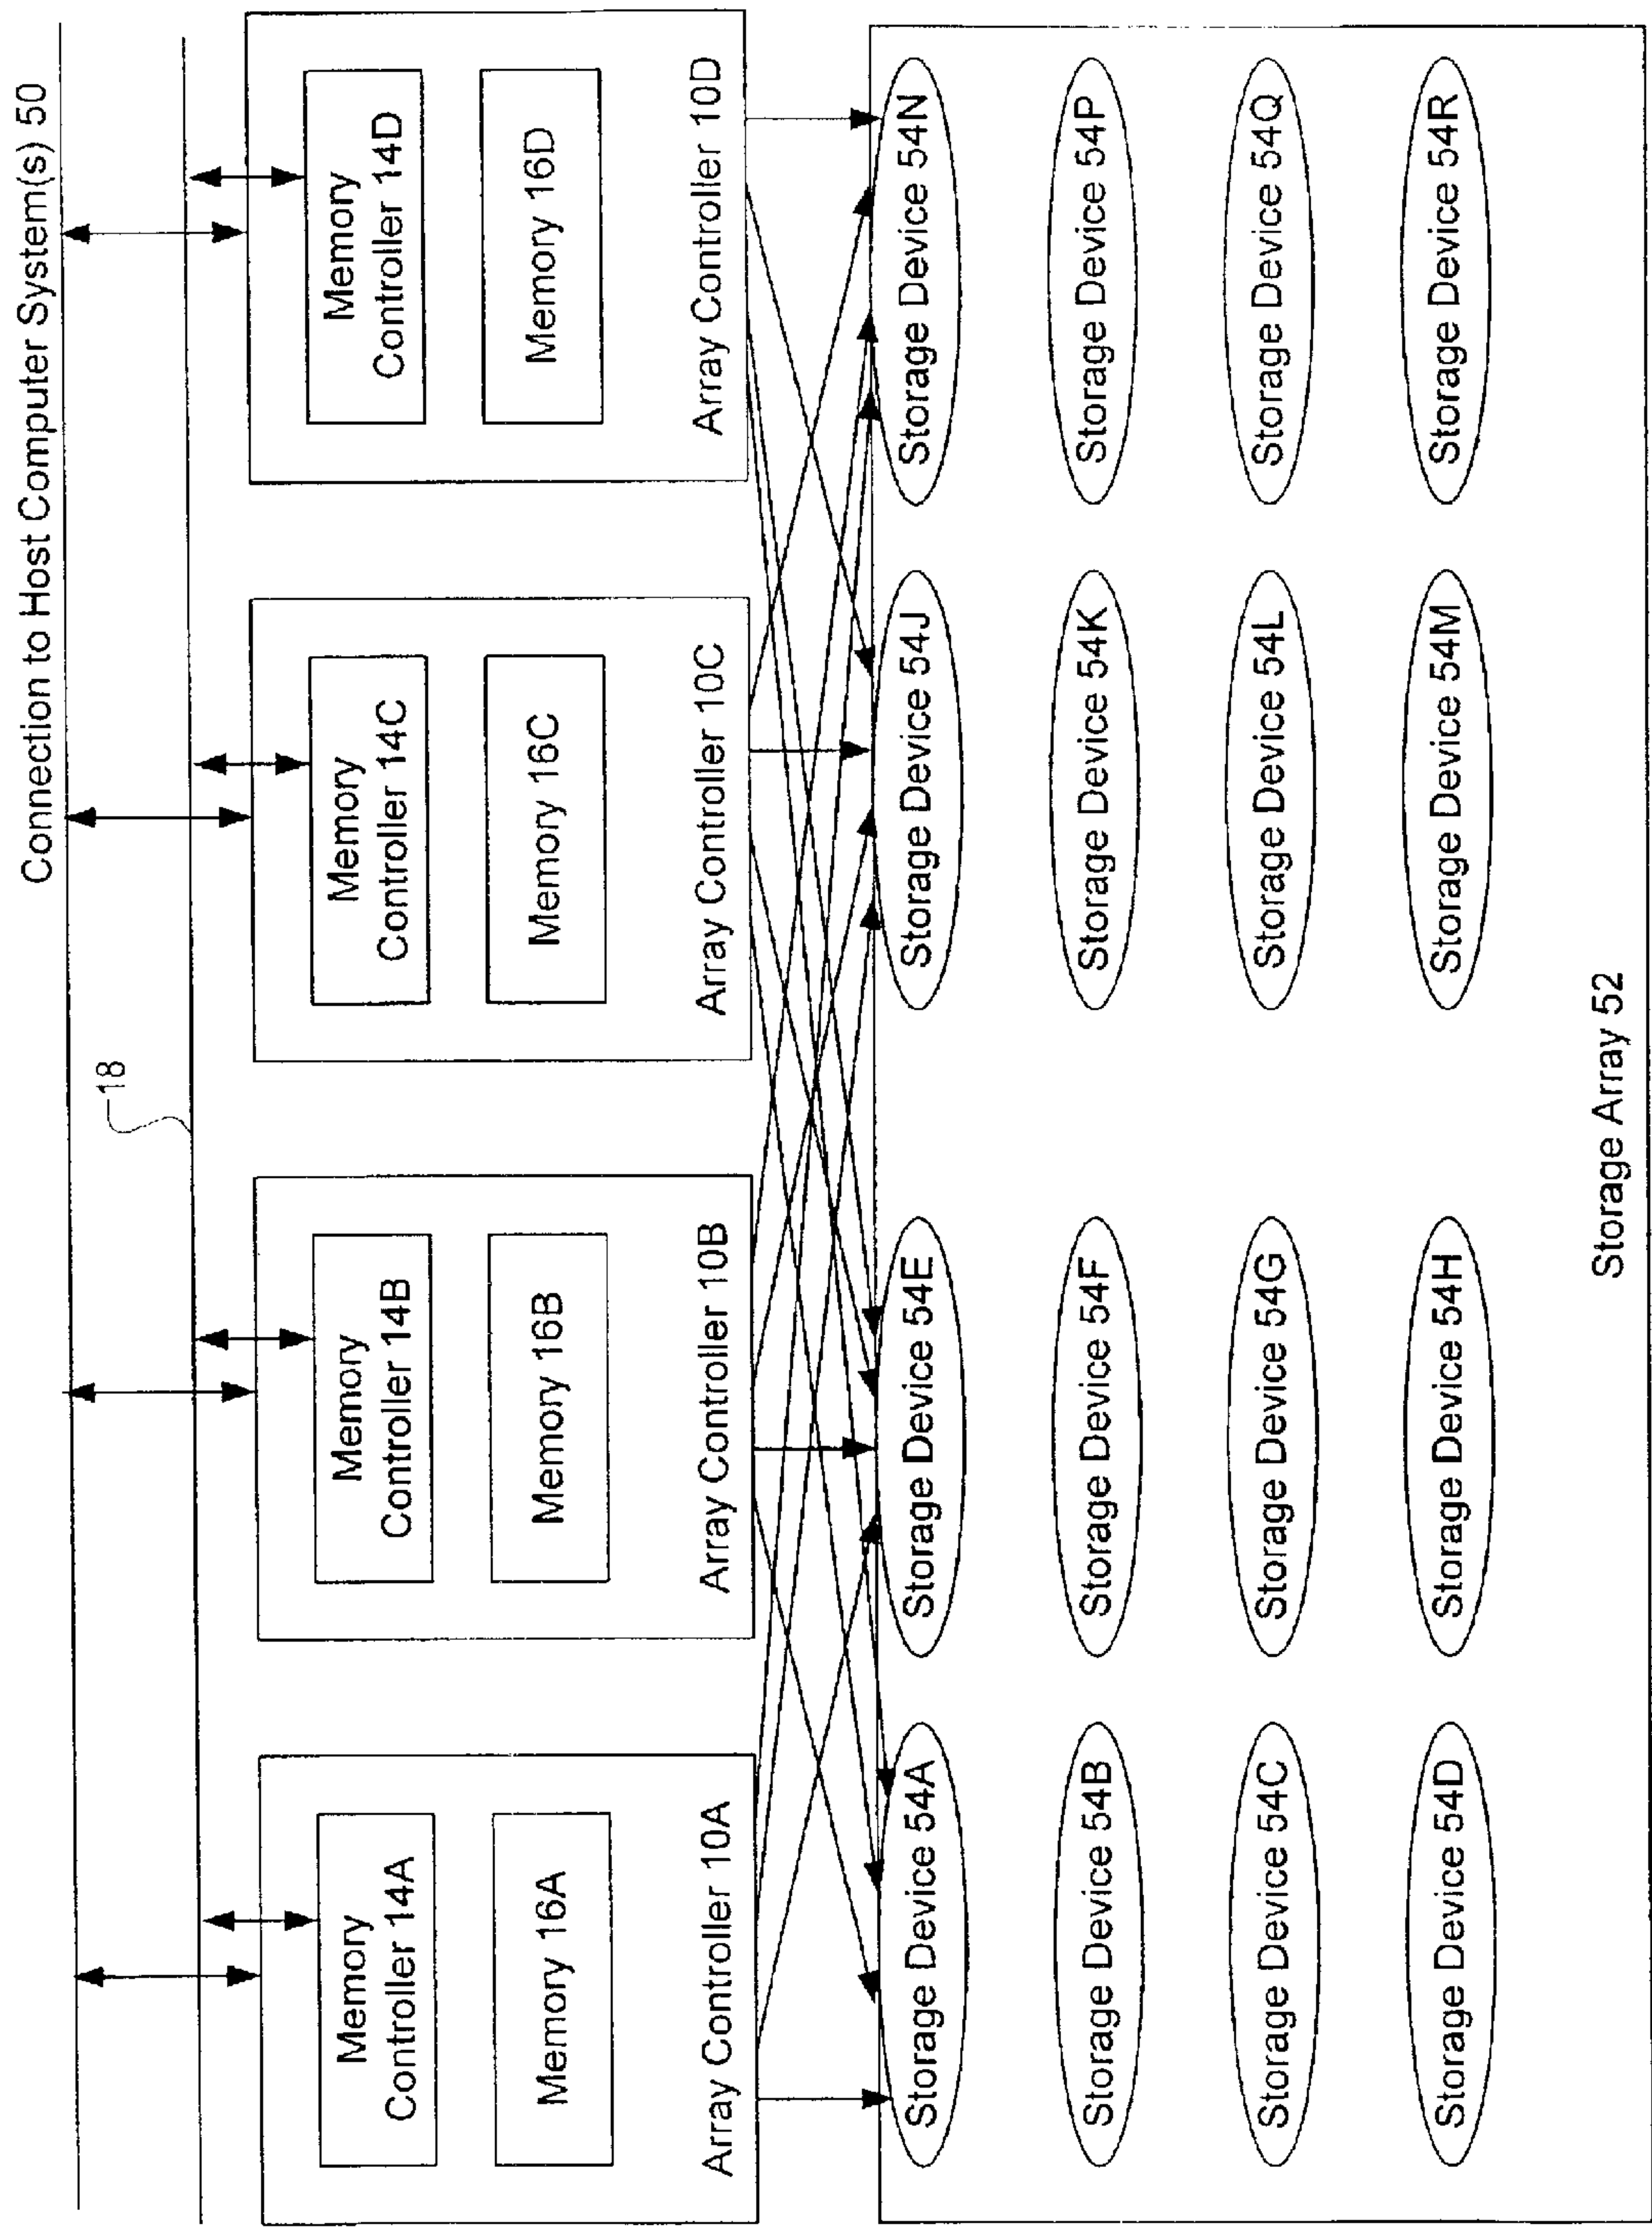 Connection to Host Computer System(s) 50
18
Memory
Controller 14A
Memory 16A
Array Controller 10A
Memory
Controller 14B
Memory 16B
Array Controller 10B
Memory
Controller 14C
Memory 16C
Array Controller 10C
Memory
Controller 14D
Memory 16D
Array Controller 10D
Storage Device 54A
Storage Device 54E
Storage Device 54J
Storage Device 54N
Storage Device 54B
Storage Device 54F
Storage Device 54K
Storage Device 54P
Storage Device 54C
Storage Device 54G
Storage Device 54L
Storage Device 54Q
Storage Device 54D
Storage Device 54H
Storage Device 54M
Storage Device 54R
Storage Array 52